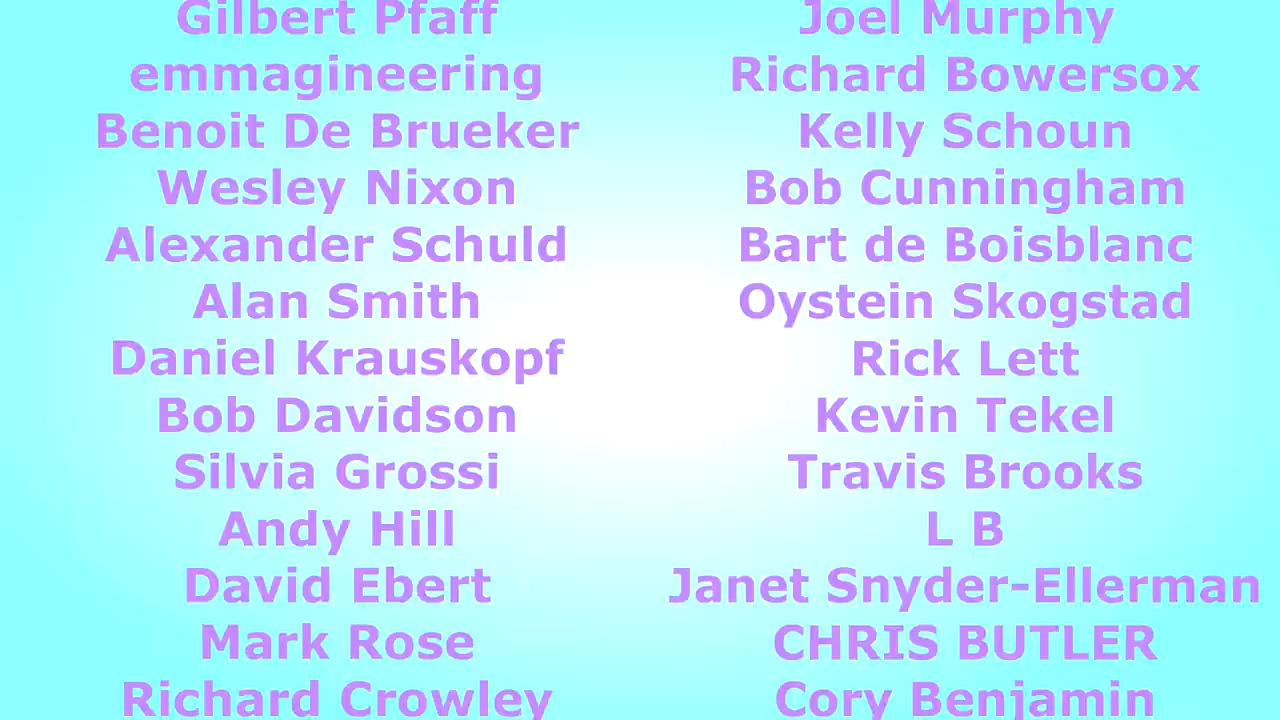 Gilbert Pfaff
emmagineering
Benoit De Brueker
Wesley Nixon
Alexander Schuld
Alan Smith
Daniel Krauskopf
Bob Davidson
Silvia Grossi
Andy Hill
David Ebert
Mark Rose
Richard Crowley
Joel Murphy
Richard Bowersox
Kelly Schoun
Bob Cunningham
Bart de Boisblanc
Oystein Skogstad
Rick Lett
Kevin Tekel
Travis Brooks
L B
Janet Snyder-Ellerman
CHRIS BUTLER
Cory Benjamin